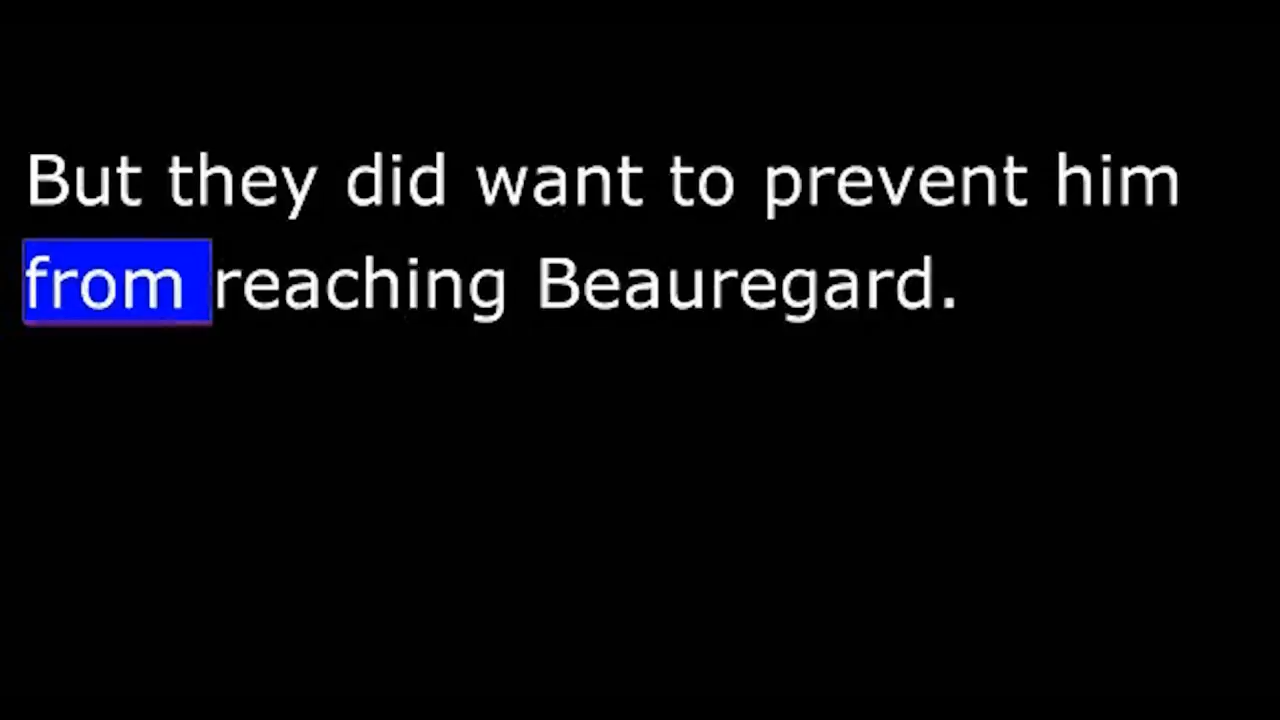 But they did want to prevent him
from reaching Beauregard.